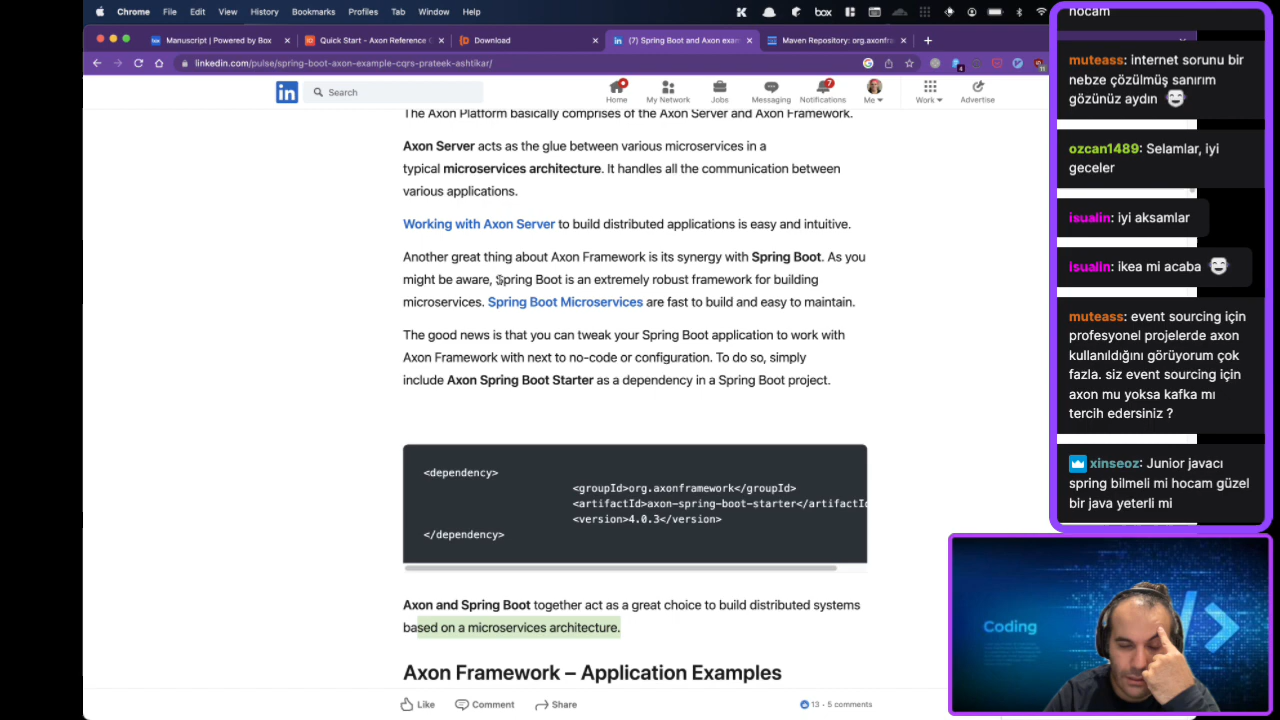 Chrome File Edit View History Bookmarks Profiles Tab Window Help
box
Manuscript | Powered by Box
Quick Start - Axon Reference
Download
(7) Spring Boot and Axon exam
Maven Repository: org.axonfra
linkedin.com/pulse/spring-boot-axon-example-cqrs-prateek-ashtikar/
in
Search
Home
My Network
Jobs
Messaging
7
Notifications
Me
Work
Advertise
The Axon Platform basically comprises of the Axon Server and Axon Framework.
Axon Server acts as the glue between various microservices in a
typical microservices architecture. It handles all the communication between
various applications.
Working with Axon Server to build distributed applications is easy and intuitive.
Another great thing about Axon Framework is its synergy with Spring Boot. As you
might be aware, Spring Boot is an extremely robust framework for building
microservices. Spring Boot Microservices are fast to build and easy to maintain.
The good news is that you can tweak your Spring Boot application to work with
Axon Framework with next to no-code or configuration. To do so, simply
include Axon Spring Boot Starter as a dependency in a Spring Boot project.
<dependency>
<groupId>org.axonframework</groupId>
<artifactId>axon-spring-boot-starter</artifactId
<version>4.0.3</version>
</dependency>
Axon and Spring Boot together act as a great choice to build distributed systems
based on a microservices architecture.
Axon Framework – Application Examples
Like
Comment
Share
13 - 5 comments
hocam
muteass: internet sorunu bir
nebze çözülmüş sanırım
gözünüz aydın
ozcan1489: Selamlar, iyi
geceler
isualin: iyi aksamlar
isualin: ikea mi acaba
muteass: event sourcing için
profesyonel projelerde axon
kullanıldığını görüyorum çok
fazla. siz event sourcing için
axon mu yoksa kafka mı
tercih edersiniz ?
xinseoz: Junior javacı
spring bilmeli mi hocam güzel
bir java yeterli mi
Coding